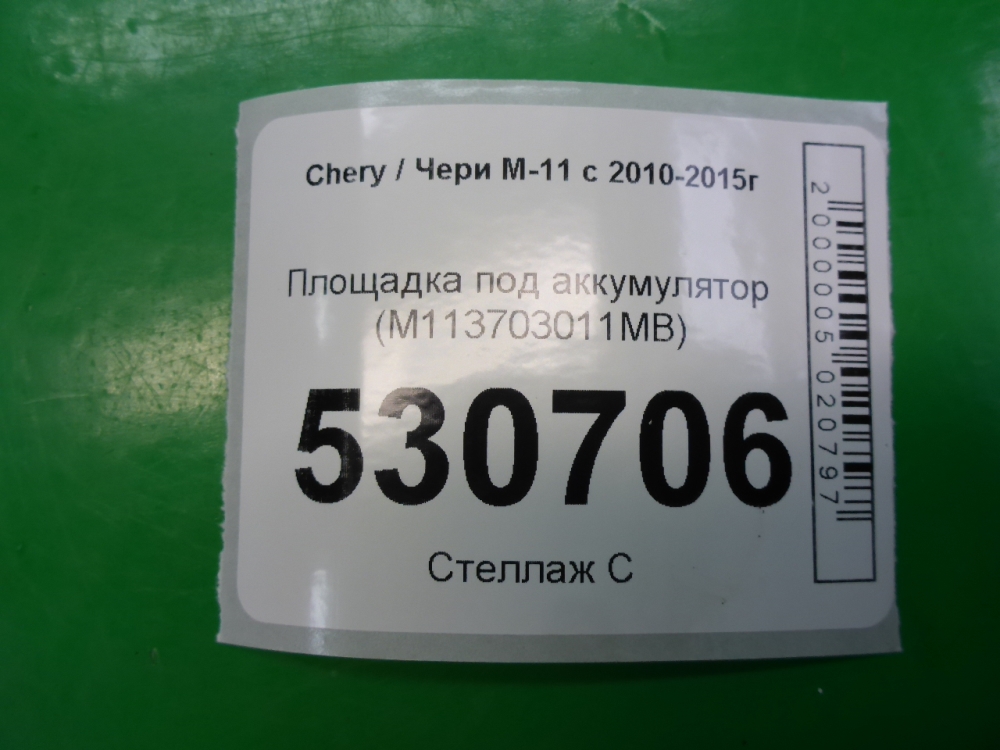 Chery / Чери М-11 с 2010-2015г
Площадка под аккумулятор
(M113703011MB)
530706
Стеллаж С
2000005020797